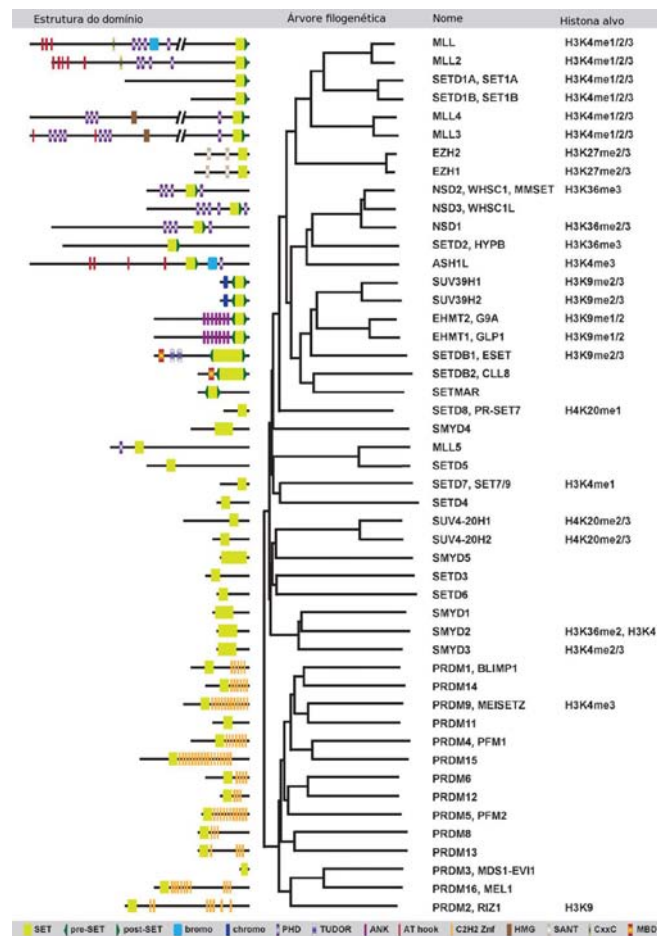 Estrutura do domínio Árvore filogenética Nome Histona alvo
MLL H3K4me1/2/3
MLL2 H3K4me1/2/3
SETD1A, SET1A H3K4me1/2/3
SETD1B, SET1B H3K4me1/2/3
MLL4 H3K4me1/2/3
MLL3 H3K4me1/2/3
EZH2 H3K27me2/3
EZH1 H3K27me2/3
NSD2, WHSC1, MMSET H3K36me3
NSD3, WHSC1L
NSD1 H3K36me2/3
SETD2, HYPB H3K36me3
ASH1L H3K4me3
SUV39H1 H3K9me2/3
SUV39H2 H3K9me2/3
EHMT2, G9A H3K9me1/2
EHMT1, GLP1 H3K9me1/2
SETDB1, ESET H3K9me2/3
SETDB2, CLL8
SETMAR
SETD8, PR-SET7 H4K20me1
SMYD4
MLL5
SETD5
SETD7, SET7/9 H3K4me1
SETD4
SUV4-20H1 H4K20me2/3
SUV4-20H2 H4K20me2/3
SMYD5
SETD3
SETD6
SMYD1
SMYD2 H3K36me2, H3K4
SMYD3 H3K4me2/3
PRDM1, BLIMP1
PRDM14
PRDM9, MEISETZ H3K4me3
PRDM11
PRDM4, PFM1
PRDM15
PRDM6
PRDM12
PRDM5, PFM2
PRDM8
PRDM13
PRDM3, MDS1-EVI1
PRDM16, MEL1
PRDM2, RIZ1 H3K9
SET pre-SET post-SET bromo chromo PHD TUDOR ANK AT hook C2H2 Znf HMG SANT CxxC MBD